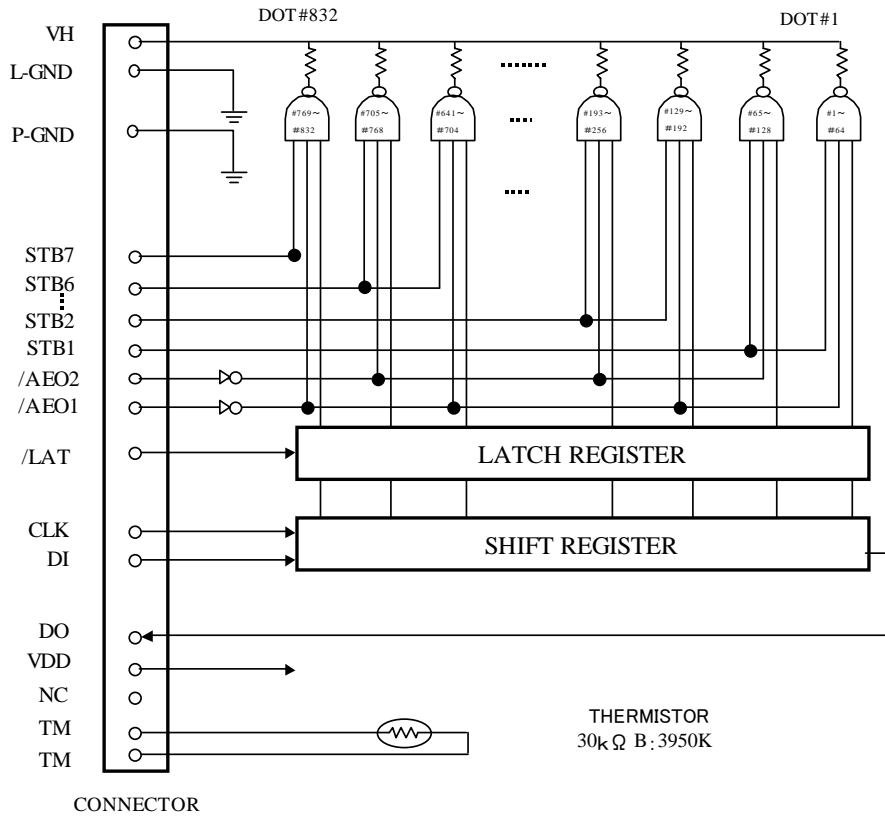 DOT#832
DOT#1
VH
L-GND
P-GND
#769~
#832
#705~
#768
#641~
#704
#193~
#256
#129~
#192
#65~
#128
#1~
#64
STB7
STB6
STB2
STB1
/AEO2
/AEO1
/LAT
LATCH REGISTER
CLK
DI
SHIFT REGISTER
DO
VDD
NC
TM
TM
THERMISTOR
30kΩ B:3950K
CONNECTOR